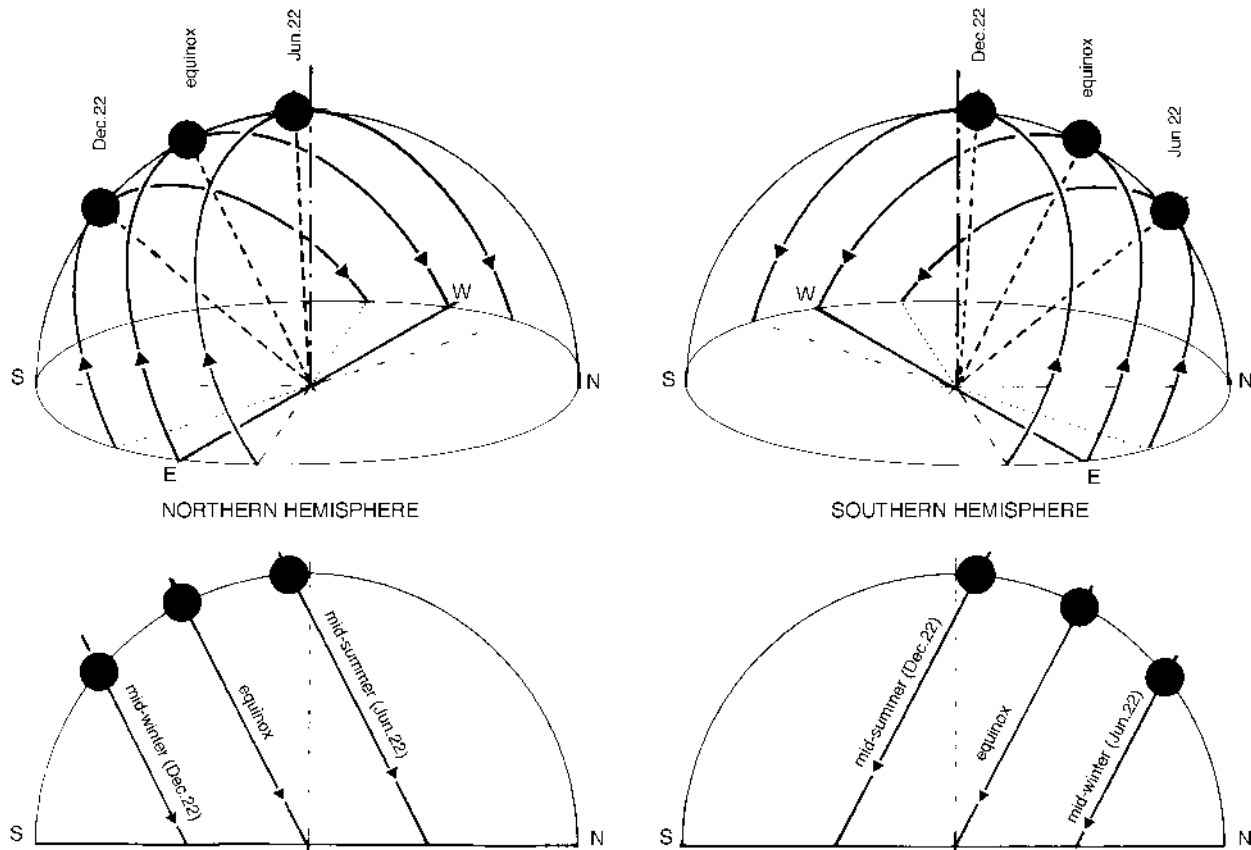 Dec.22
equinox
Jun.22
S
W
N
E
NORTHERN HEMISPHERE
Dec.22
equinox
Jun 22
W
S
N
E
SOUTHERN HEMISPHERE
mid-winter (Dec.22)
equinox
mid-summer (Jun.22)
S
N
mid-summer (Dec.22)
equinox
mid-winter (Jun.22)
S
N